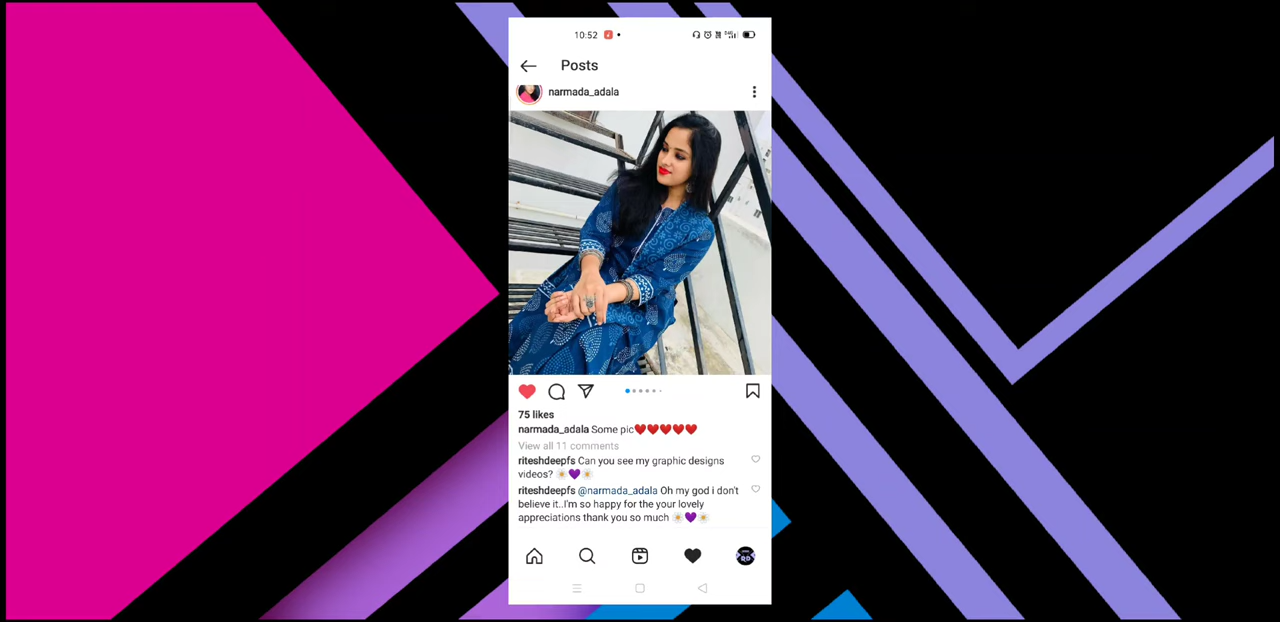 10:52
Posts
narmada_adala
75 likes
narmada_adala Some pic❤️❤️❤️❤️❤️
View all 11 comments
riteshdeepfs Can you see my graphic designs
videos? 🌼💜🌼
riteshdeepfs @narmada_adala Oh my god i don't
believe it..I'm so happy for the your lovely
appreciations thank you so much 🌼💜🌼
RD